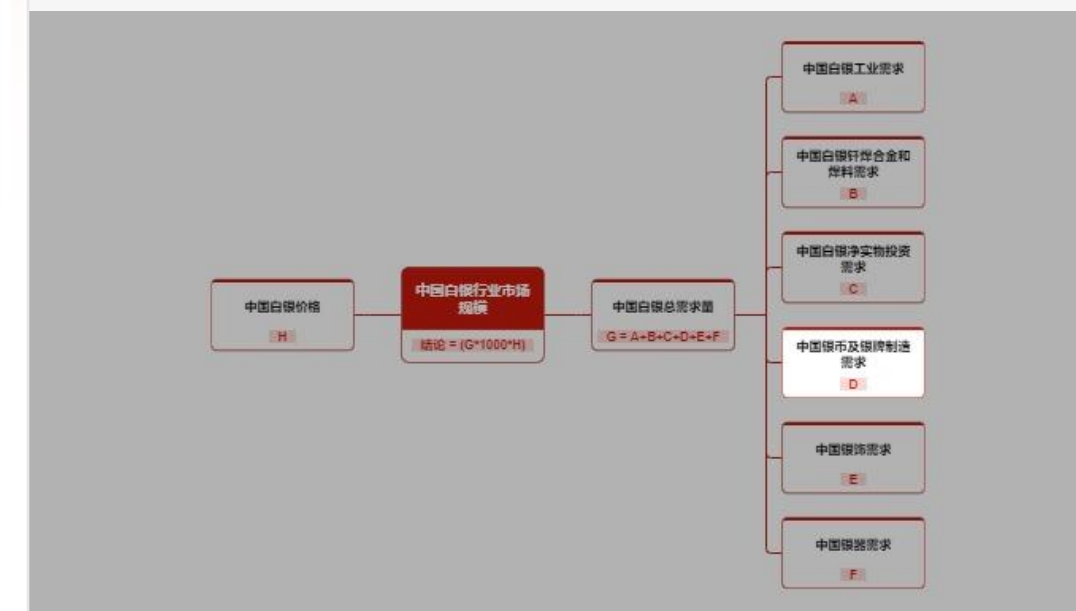 中国白银工业需求
A
中国白银钎焊合金和
焊料需求
B
中国白银净实物投资
需求
C
中国白银价格
H
中国白银行业市场
规模
结论 = (G*1000*H)
中国白银总需求量
G = A+B+C+D+E+F
中国银币及银牌制造
需求
D
中国银饰需求
E
中国银器需求
F